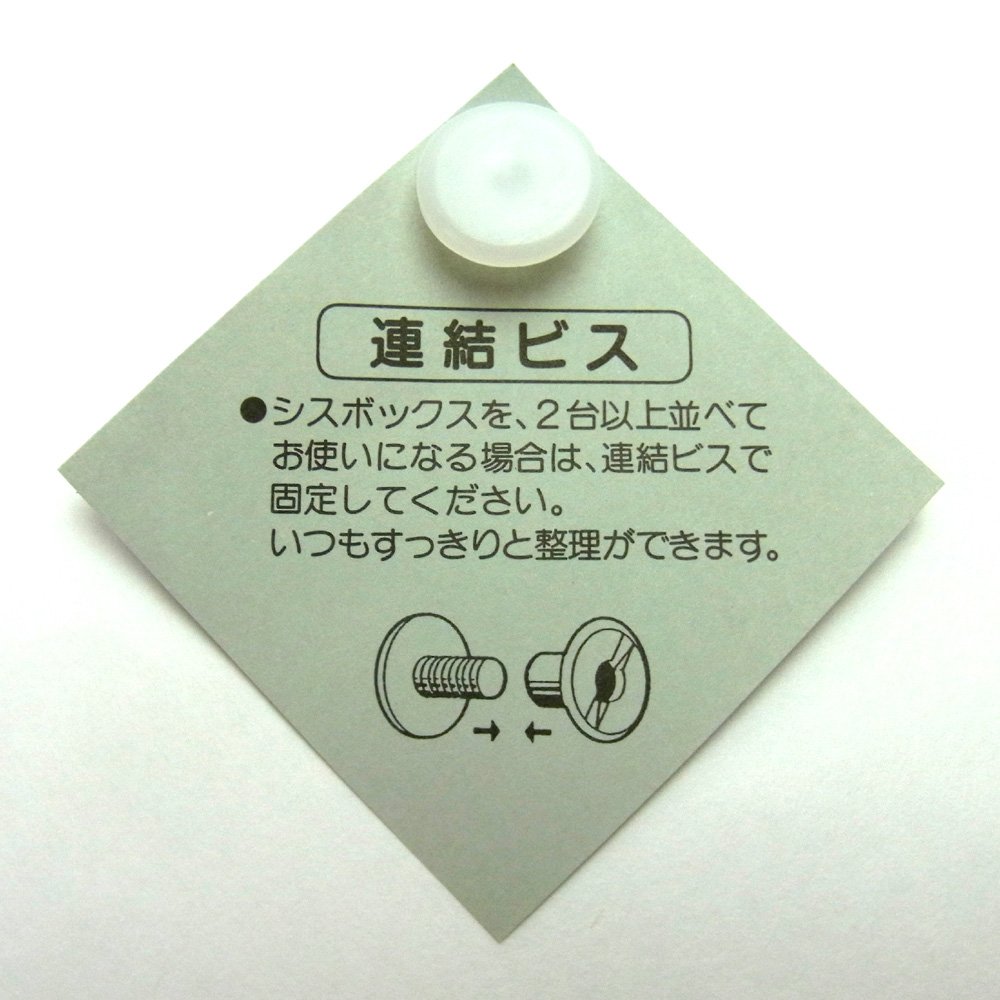 連結ビス
●シスボックスを、2台以上並べて
お使いになる場合は、連結ビスで
固定してください。
いつもすっきりと整理ができます。